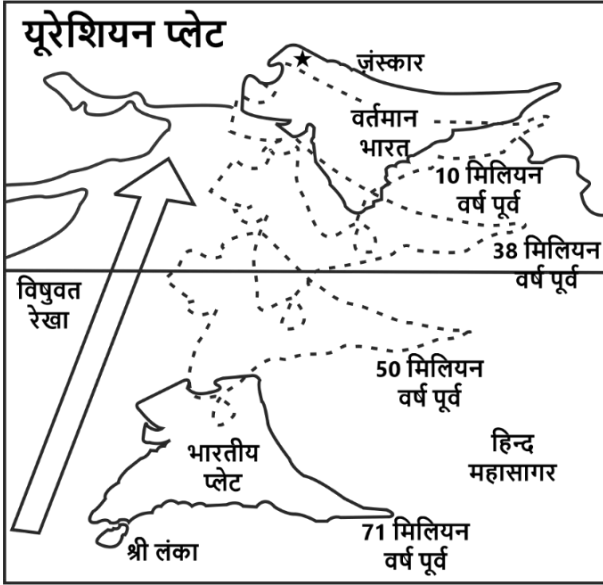 यूरेशियन प्लेट
ज़ंस्कार
वर्तमान
भारत
10 मिलियन
वर्ष पूर्व
38 मिलियन
वर्ष पूर्व
विषुवत
रेखा
50 मिलियन
वर्ष पूर्व
हिन्द
महासागर
भारतीय
प्लेट
71 मिलियन
वर्ष पूर्व
श्री लंका